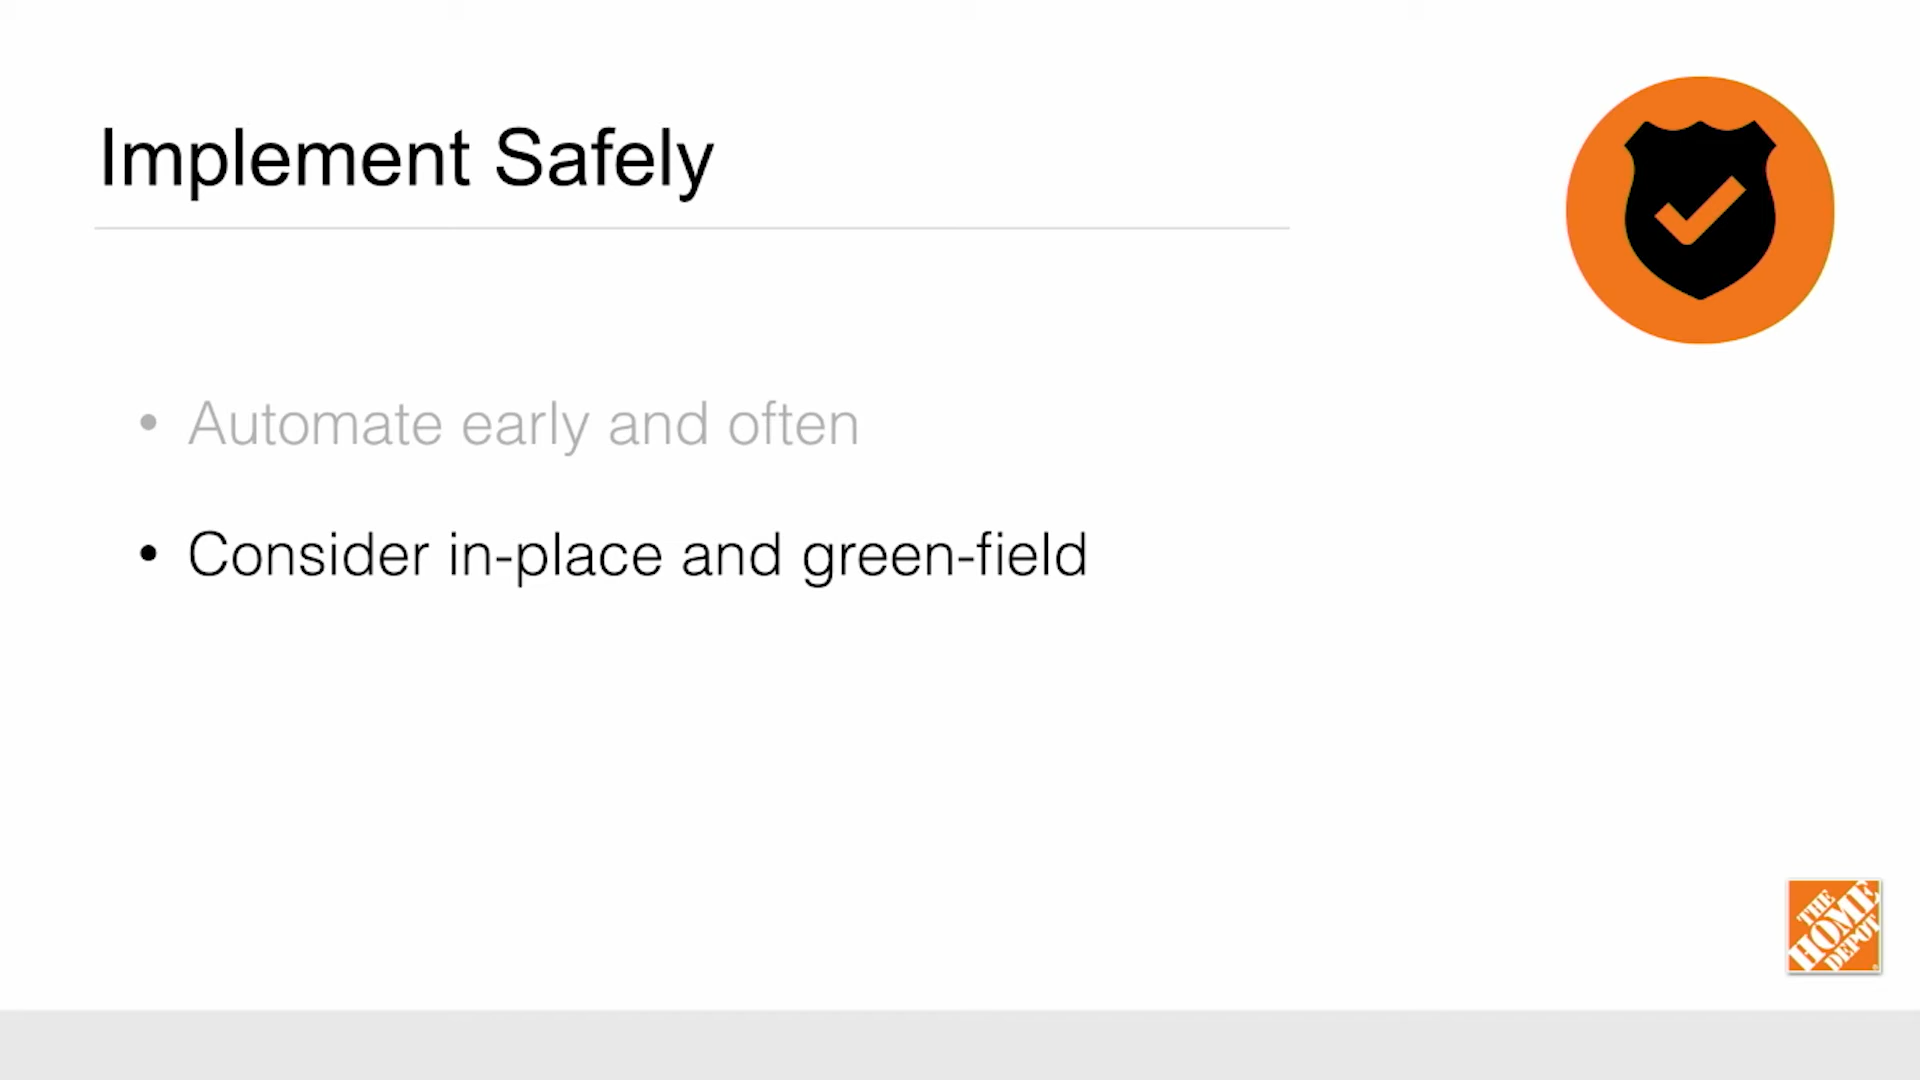 Implement Safely
• Automate early and often
• Consider in-place and green-field
THE
HOME
DEPOT